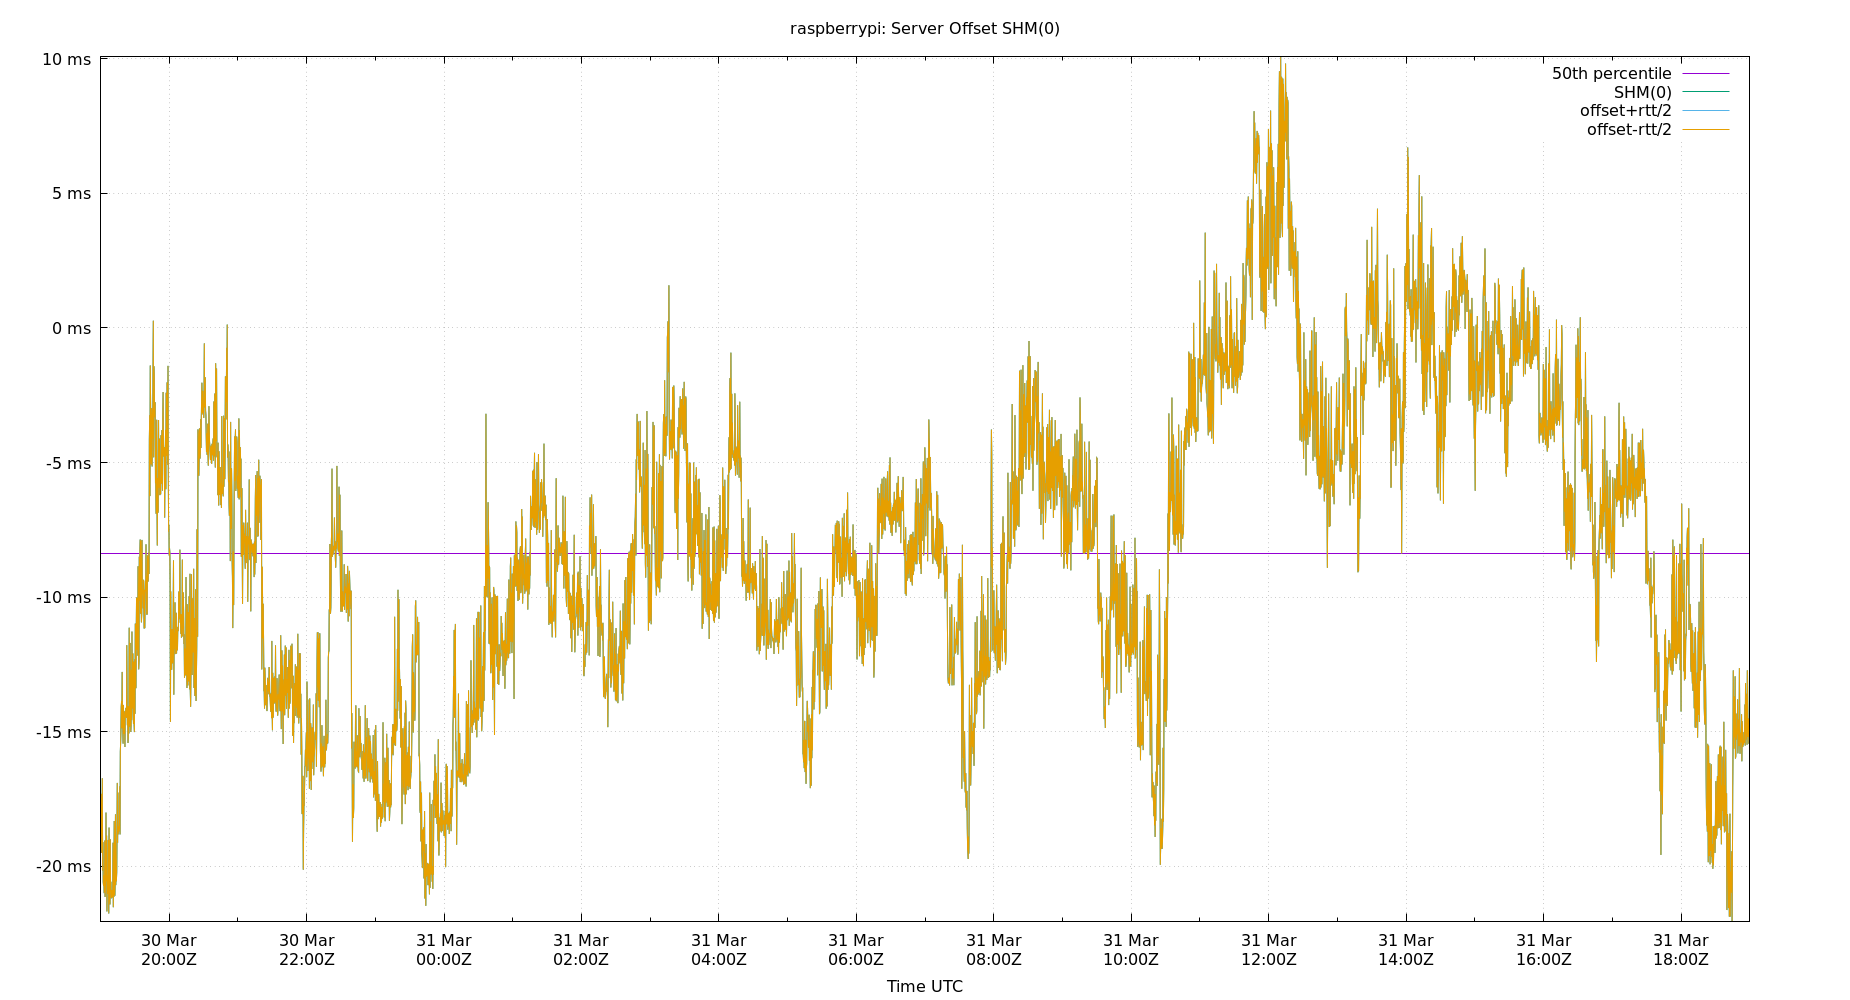 raspberrypi: Server Offset SHM(0)
10 ms
5 ms
0 ms
-5 ms
-10 ms
-15 ms
-20 ms
50th percentile
SHM(0)
offset+rtt/2
offset-rtt/2
30 Mar 30 Mar 31 Mar 31 Mar 31 Mar 31 Mar 31 Mar 31 Mar 31 Mar 31 Mar 31 Mar 31 Mar
20:00Z 22:00Z 00:00Z 02:00Z 04:00Z 06:00Z 08:00Z 10:00Z 12:00Z 14:00Z 16:00Z 18:00Z
Time UTC